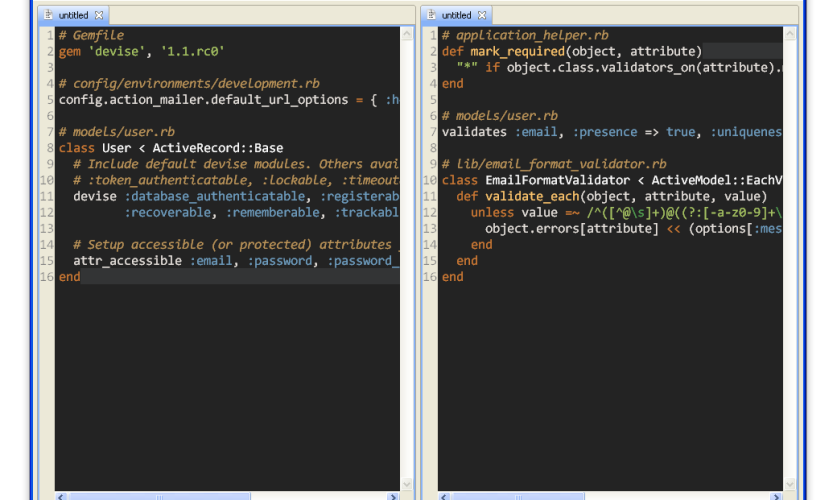 untitled
1 # Gemfile
2 gem 'devise', '1.1.rc0'
3
4 # config/environments/development.rb
5 config.action_mailer.default_url_options = { :h
6
7 # models/user.rb
8 class User < ActiveRecord::Base
9 # Include default devise modules. Others avai
10 # :token_authenticatable, :lockable, :timeout
11 devise :database_authenticatable, :registerab
12 :recoverable, :rememberable, :trackabl
13
14 # Setup accessible (or protected) attributes
15 attr_accessible :email, :password, :password_
16 end
untitled
1 # application_helper.rb
2 def mark_required(object, attribute)
3 "*" if object.class.validators_on(attribute).
4 end
5
6 # models/user.rb
7 validates :email, :presence => true, :uniquenes
8
9 # lib/email_format_validator.rb
10 class EmailFormatValidator < ActiveModel::EachV
11 def validate_each(object, attribute, value)
12 unless value =~ /^([^@\s]+)@((?:[-a-z0-9]+\
13 object.errors[attribute] << (options[:mes
14 end
15 end
16 end